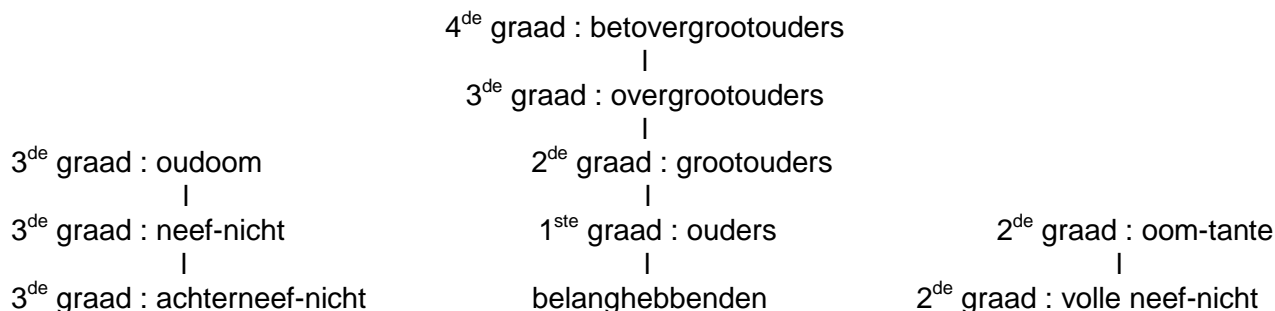 4de graad : betovergrootouders
|
3de graad : overgrootouders
|
3de graad : oudoom 2de graad : grootouders
| |
3de graad : neef-nicht 1ste graad : ouders 2de graad : oom-tante
| | |
3de graad : achterneef-nicht belanghebbenden 2de graad : volle neef-nicht